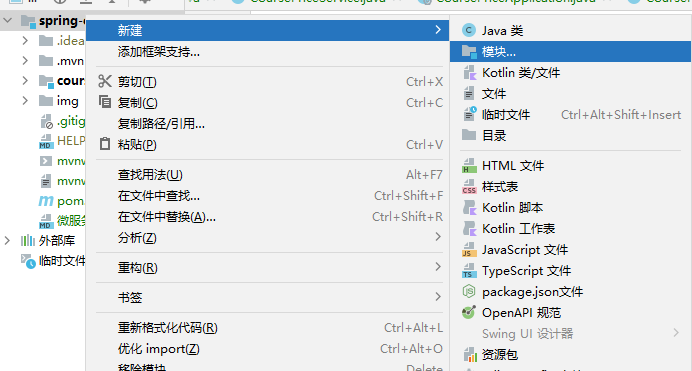 CourseApplication.java
spring-
.idea
.mvn
cours
img
.gitig
HELP
mvnw
mvnw
pom.
微服务
外部库
临时文件
新建
添加框架支持...
剪切(T) Ctrl+X
复制(C) Ctrl+C
复制路径/引用...
粘贴(P) Ctrl+V
查找用法(U) Alt+F7
在文件中查找... Ctrl+Shift+F
在文件中替换(A)... Ctrl+Shift+R
分析(Z)
重构(R)
书签
重新格式化代码(R) Ctrl+Alt+L
优化 import(Z) Ctrl+Alt+O
移除模块 Delete
Java 类
模块...
Kotlin 类/文件
文件
临时文件 Ctrl+Alt+Shift+Insert
目录
HTML 文件
样式表
Kotlin 脚本
Kotlin 工作表
JavaScript 文件
TypeScript 文件
package.json文件
OpenAPI 规范
Swing UI 设计器
资源包